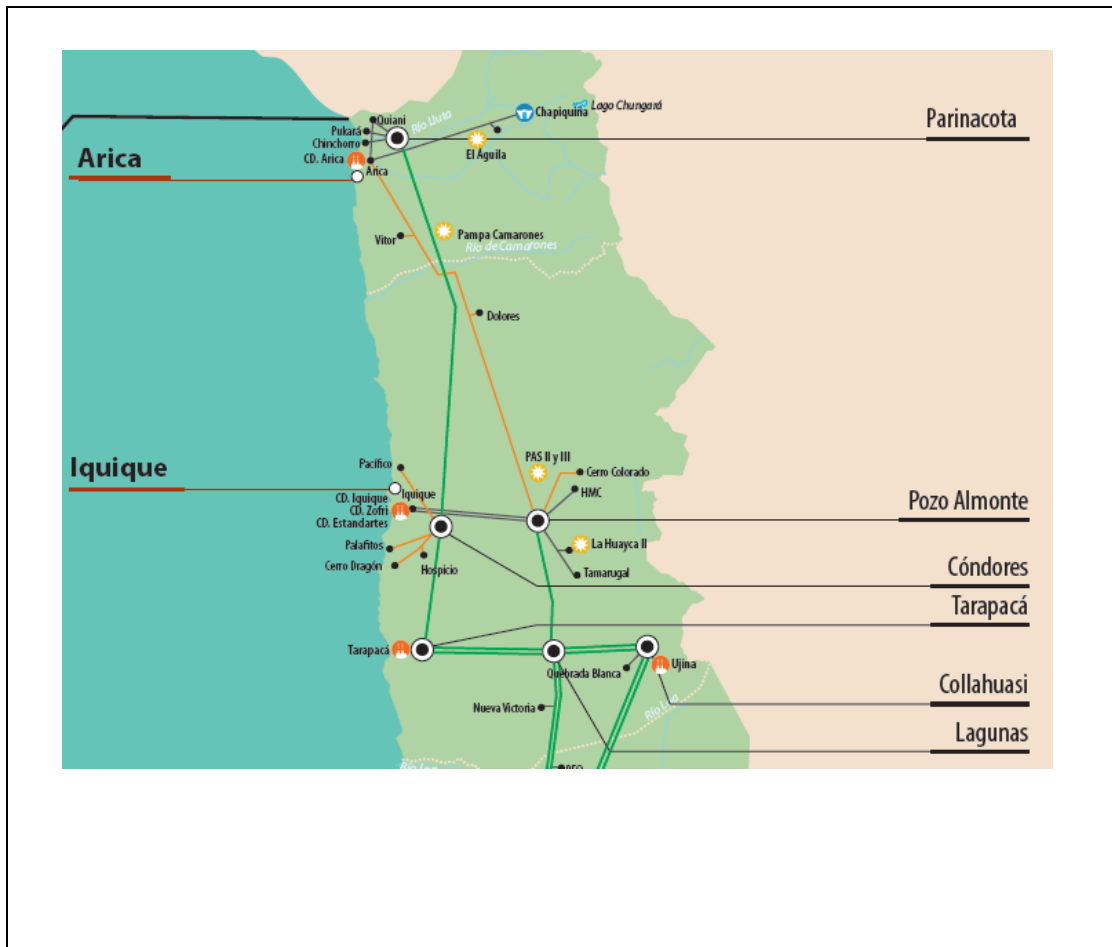 Quiani
Río Lluta
Chapiquiña
Lago Chungará
Pukará
Chinchorro
El Águila
Parinacota
Arica
CD. Arica
Arica
Vitor
Pampa Camarones
Río de Camarones
Dolores
Iquique
Pacífico
PAS II y III
Cerro Colorado
HMC
Iquique
CD. Iquique
CD. Zofri
CD. Estandartes
Pozo Almonte
Palafitos
Cerro Dragón
Hospicio
La Huayca II
Tamarugal
Cóndores
Tarapacá
Tarapacá
Quebrada Blanca
Ujina
Collahuasi
Nueva Victoria
Río Loa
Lagunas